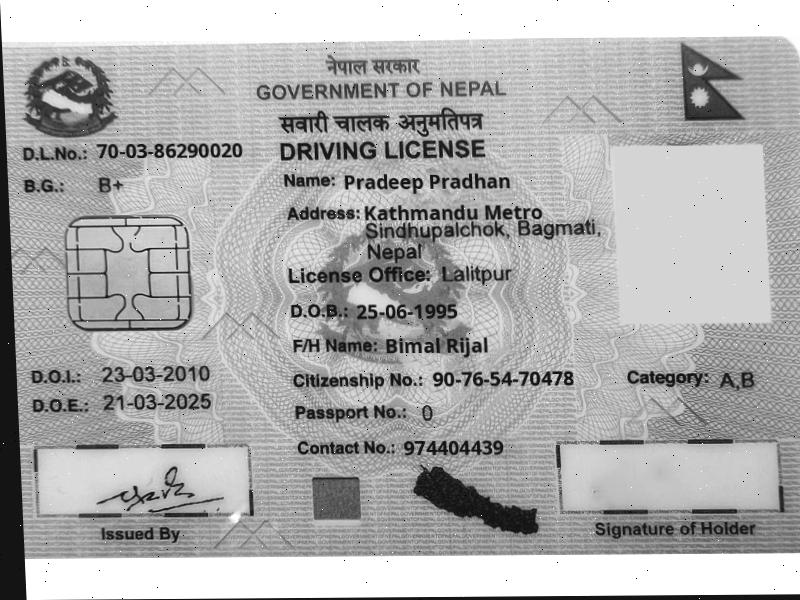 नेपाल सरकार
GOVERNMENT OF NEPAL
सवारी चालक अनुमतिपत्र
DRIVING LICENSE
D.L.No.: 70-03-86290020
B.G.: B+
Name: Pradeep Pradhan
Address: Kathmandu Metro
Sindhupalchok, Bagmati,
Nepal
License Office: Lalitpur
D.O.B.: 25-06-1995
F/H Name: Bimal Rijal
D.O.I.: 23-03-2010
Citizenship No.: 90-76-54-70478
Category: A,B
D.O.E.: 21-03-2025
Passport No.: 0
Contact No.: 974404439
Issued By
Signature of Holder